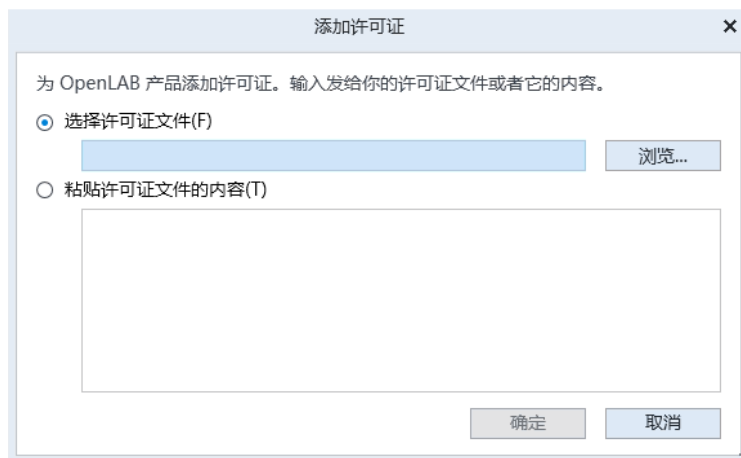 添加许可证
为 OpenLAB 产品添加许可证。输入发给你的许可证文件或者它的内容。
选择许可证文件(F)
浏览...
粘贴许可证文件的内容(T)
确定
取消